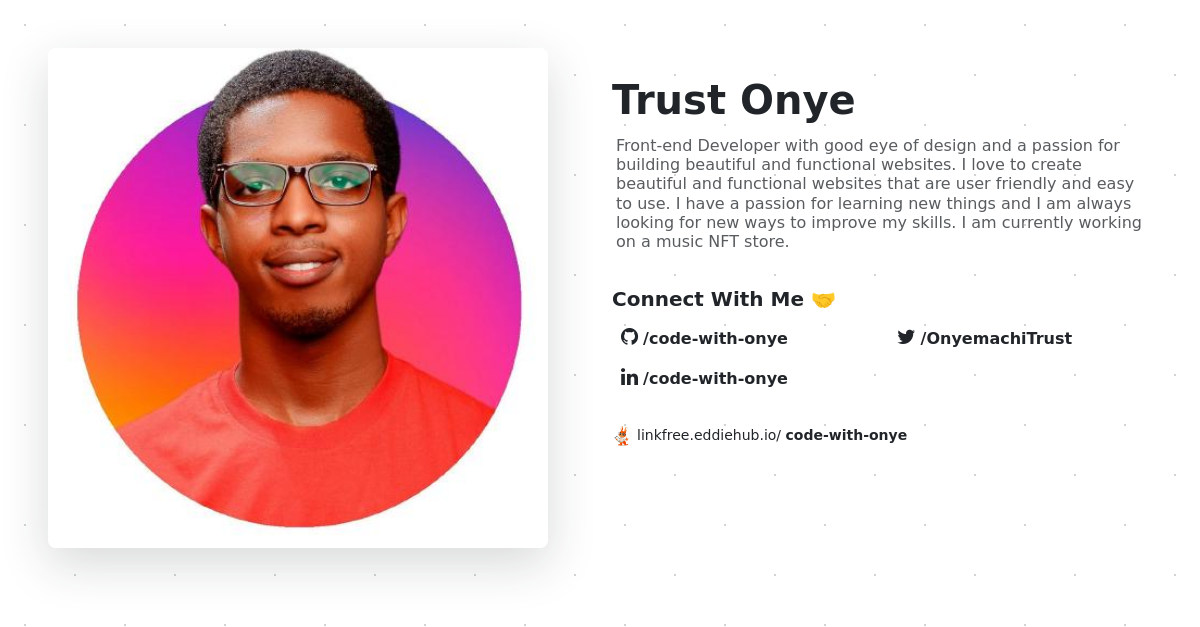 Trust Onye
Front-end Developer with good eye of design and a passion for
building beautiful and functional websites. I love to create
beautiful and functional websites that are user friendly and easy
to use. I have a passion for learning new things and I am always
looking for new ways to improve my skills. I am currently working
on a music NFT store.
Connect With Me 🤝
/code-with-onye
/OnyemachiTrust
/code-with-onye
linkfree.eddiehub.io/ code-with-onye